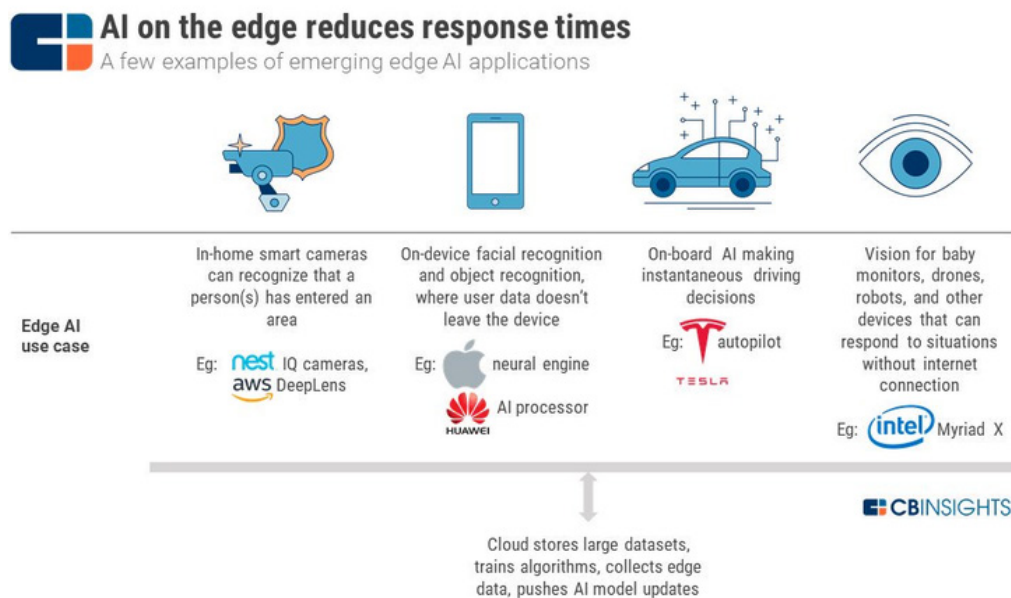 AI on the edge reduces response times
A few examples of emerging edge AI applications
Edge AI
use case
In-home smart cameras
can recognize that a
person(s) has entered an
area
Eg: nest IQ cameras,
aws DeepLens
On-device facial recognition
and object recognition,
where user data doesn't
leave the device
Eg: neural engine
HUAWEI AI processor
On-board AI making
instantaneous driving
decisions
Eg: autopilot
TESLA
Vision for baby
monitors, drones,
robots, and other
devices that can
respond to situations
without internet
connection
Eg: intel Myriad X
CBINSIGHTS
Cloud stores large datasets,
trains algorithms, collects edge
data, pushes AI model updates